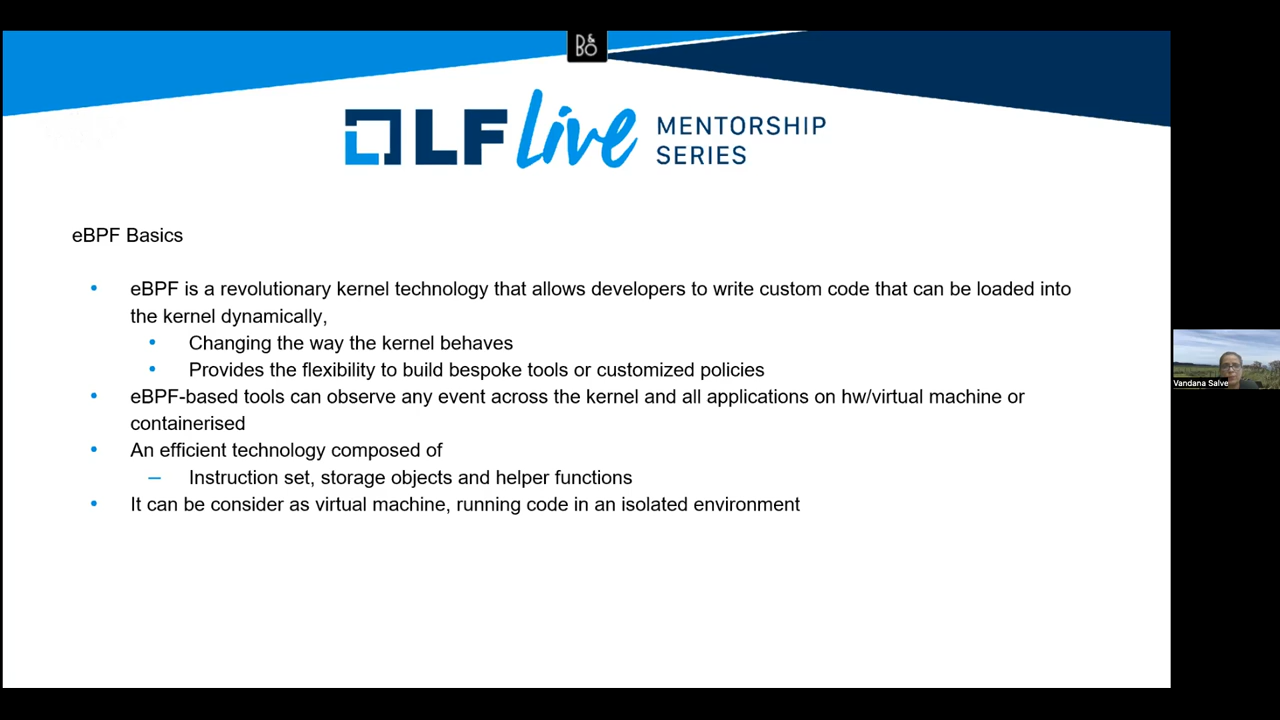 B&O
LF Live MENTORSHIP
SERIES
eBPF Basics
• eBPF is a revolutionary kernel technology that allows developers to write custom code that can be loaded into
the kernel dynamically,
• Changing the way the kernel behaves
• Provides the flexibility to build bespoke tools or customized policies
• eBPF-based tools can observe any event across the kernel and all applications on hw/virtual machine or
containerised
• An efficient technology composed of
– Instruction set, storage objects and helper functions
• It can be consider as virtual machine, running code in an isolated environment
Vandana Salve